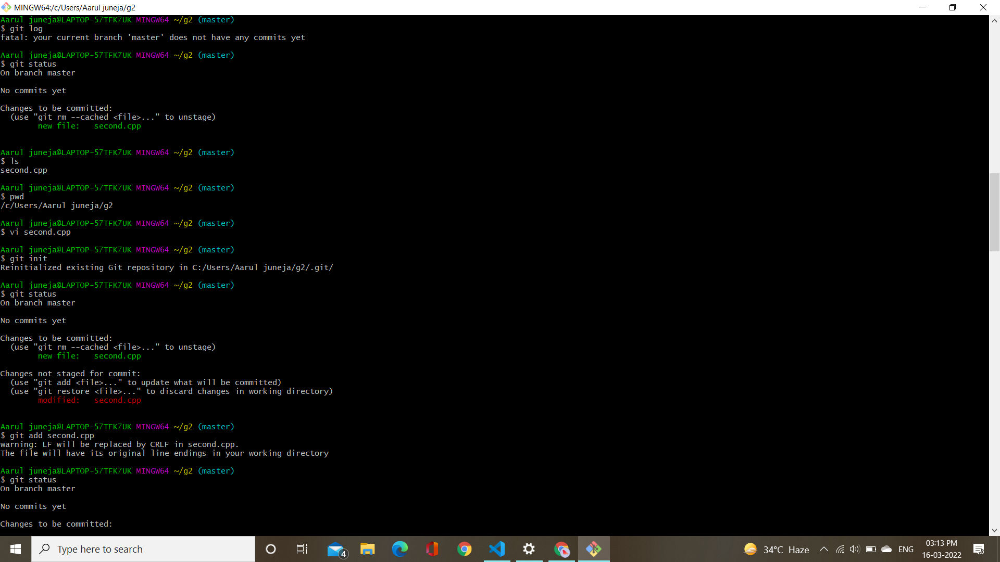 MINGW64:/c/Users/Aarul juneja/g2
Aarul juneja@LAPTOP-57TFK7UK MINGW64 ~/g2 (master)
$ git log
fatal: your current branch 'master' does not have any commits yet
Aarul juneja@LAPTOP-57TFK7UK MINGW64 ~/g2 (master)
$ git status
On branch master
No commits yet
Changes to be committed:
  (use "git rm --cached <file>..." to unstage)
        new file:   second.cpp
Aarul juneja@LAPTOP-57TFK7UK MINGW64 ~/g2 (master)
$ ls
second.cpp
Aarul juneja@LAPTOP-57TFK7UK MINGW64 ~/g2 (master)
$ pwd
/c/Users/Aarul juneja/g2
Aarul juneja@LAPTOP-57TFK7UK MINGW64 ~/g2 (master)
$ vi second.cpp
Aarul juneja@LAPTOP-57TFK7UK MINGW64 ~/g2 (master)
$ git init
Reinitialized existing Git repository in C:/Users/Aarul juneja/g2/.git/
Aarul juneja@LAPTOP-57TFK7UK MINGW64 ~/g2 (master)
$ git status
On branch master
No commits yet
Changes to be committed:
  (use "git rm --cached <file>..." to unstage)
        new file:   second.cpp
Changes not staged for commit:
  (use "git add <file>..." to update what will be committed)
  (use "git restore <file>..." to discard changes in working directory)
        modified:   second.cpp
Aarul juneja@LAPTOP-57TFK7UK MINGW64 ~/g2 (master)
$ git add second.cpp
warning: LF will be replaced by CRLF in second.cpp.
The file will have its original line endings in your working directory
Aarul juneja@LAPTOP-57TFK7UK MINGW64 ~/g2 (master)
$ git status
On branch master
No commits yet
Changes to be committed:
Type here to search
4
34°C Haze
ENG
03:13 PM
16-03-2022